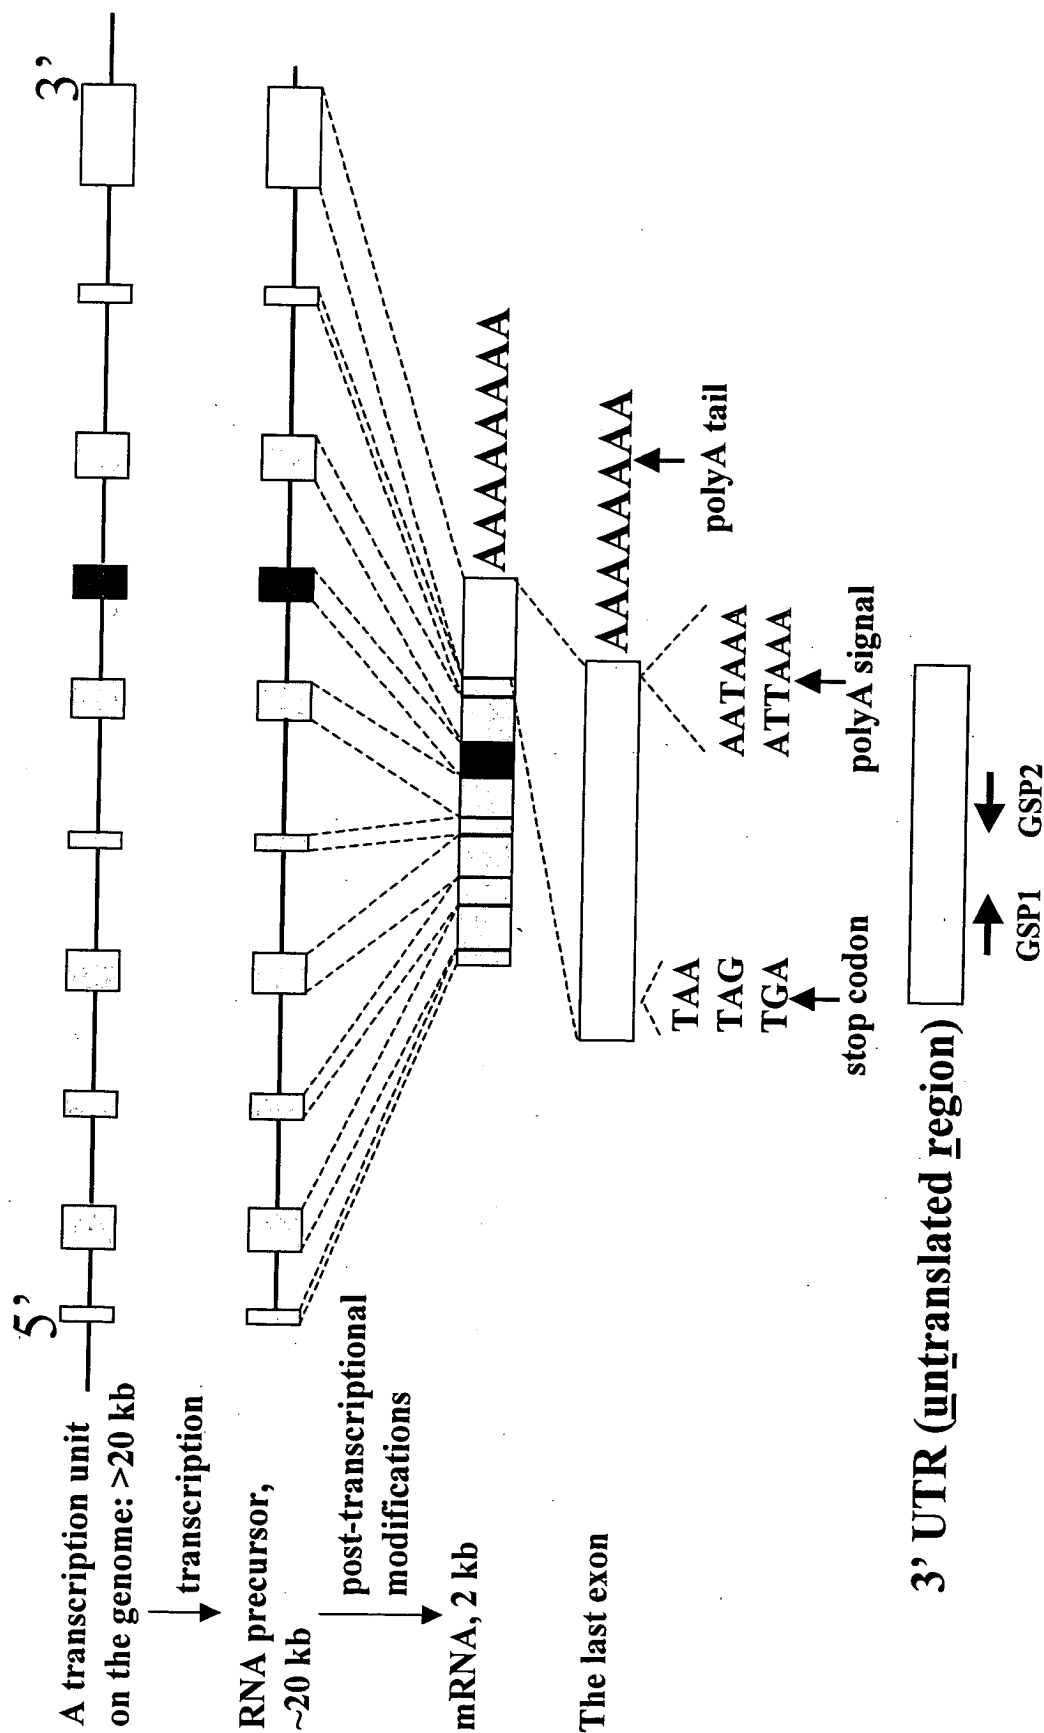 5’
3’
A transcription unit
on the genome: >20 kb
transcription
RNA precursor,
~20 kb
post-transcriptional
modifications
mRNA, 2 kb
AAAAAAAAA
The last exon
AAAAAAAAA
TAA
TAG
TGA
stop codon
AATAAA
ATTAAA
polyA signal
polyA tail
3’ UTR (untranslated region)
GSP1
GSP2